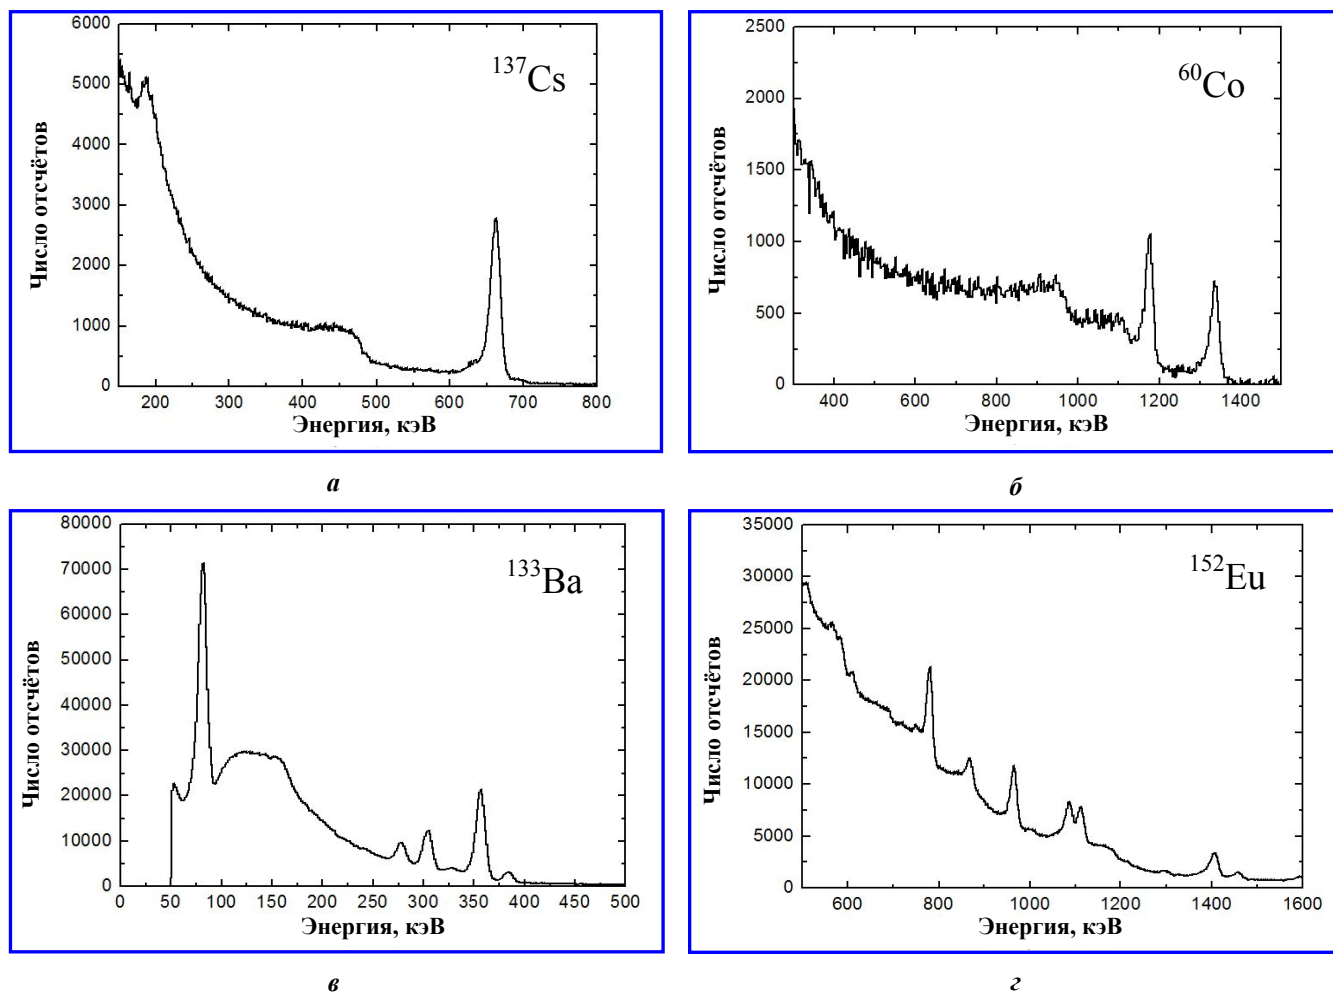 6000
5000
4000
3000
2000
1000
0
200 300 400 500 600 700 800
Число отсчётов
Энергия, кэВ
¹³⁷Cs
а
2500
2000
1500
1000
500
0
400 600 800 1000 1200 1400
Число отсчётов
Энергия, кэВ
⁶⁰Co
б
80000
70000
60000
50000
40000
30000
20000
10000
0
0 50 100 150 200 250 300 350 400 450 500
Число отсчётов
Энергия, кэВ
¹³³Ba
в
35000
30000
25000
20000
15000
10000
5000
0
600 800 1000 1200 1400 1600
Число отсчётов
Энергия, кэВ
¹⁵²Eu
г